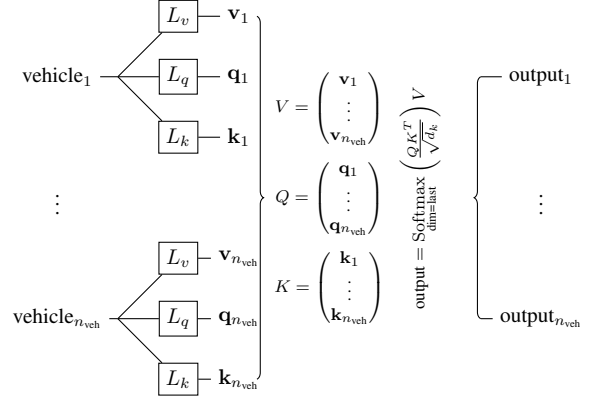 L_v v_1
vehicle_1 L_q q_1 output_1
L_k k_1
V = ( v_1 ⋮ v_{n_veh} )
Q = ( q_1 ⋮ q_{n_veh} )
K = ( k_1 ⋮ k_{n_veh} )
output = Softmax_{dim=last} ( QK^T / √d_k ) V
⋮ ⋮
L_v v_{n_veh}
vehicle_{n_veh} L_q q_{n_veh} output_{n_veh}
L_k k_{n_veh}